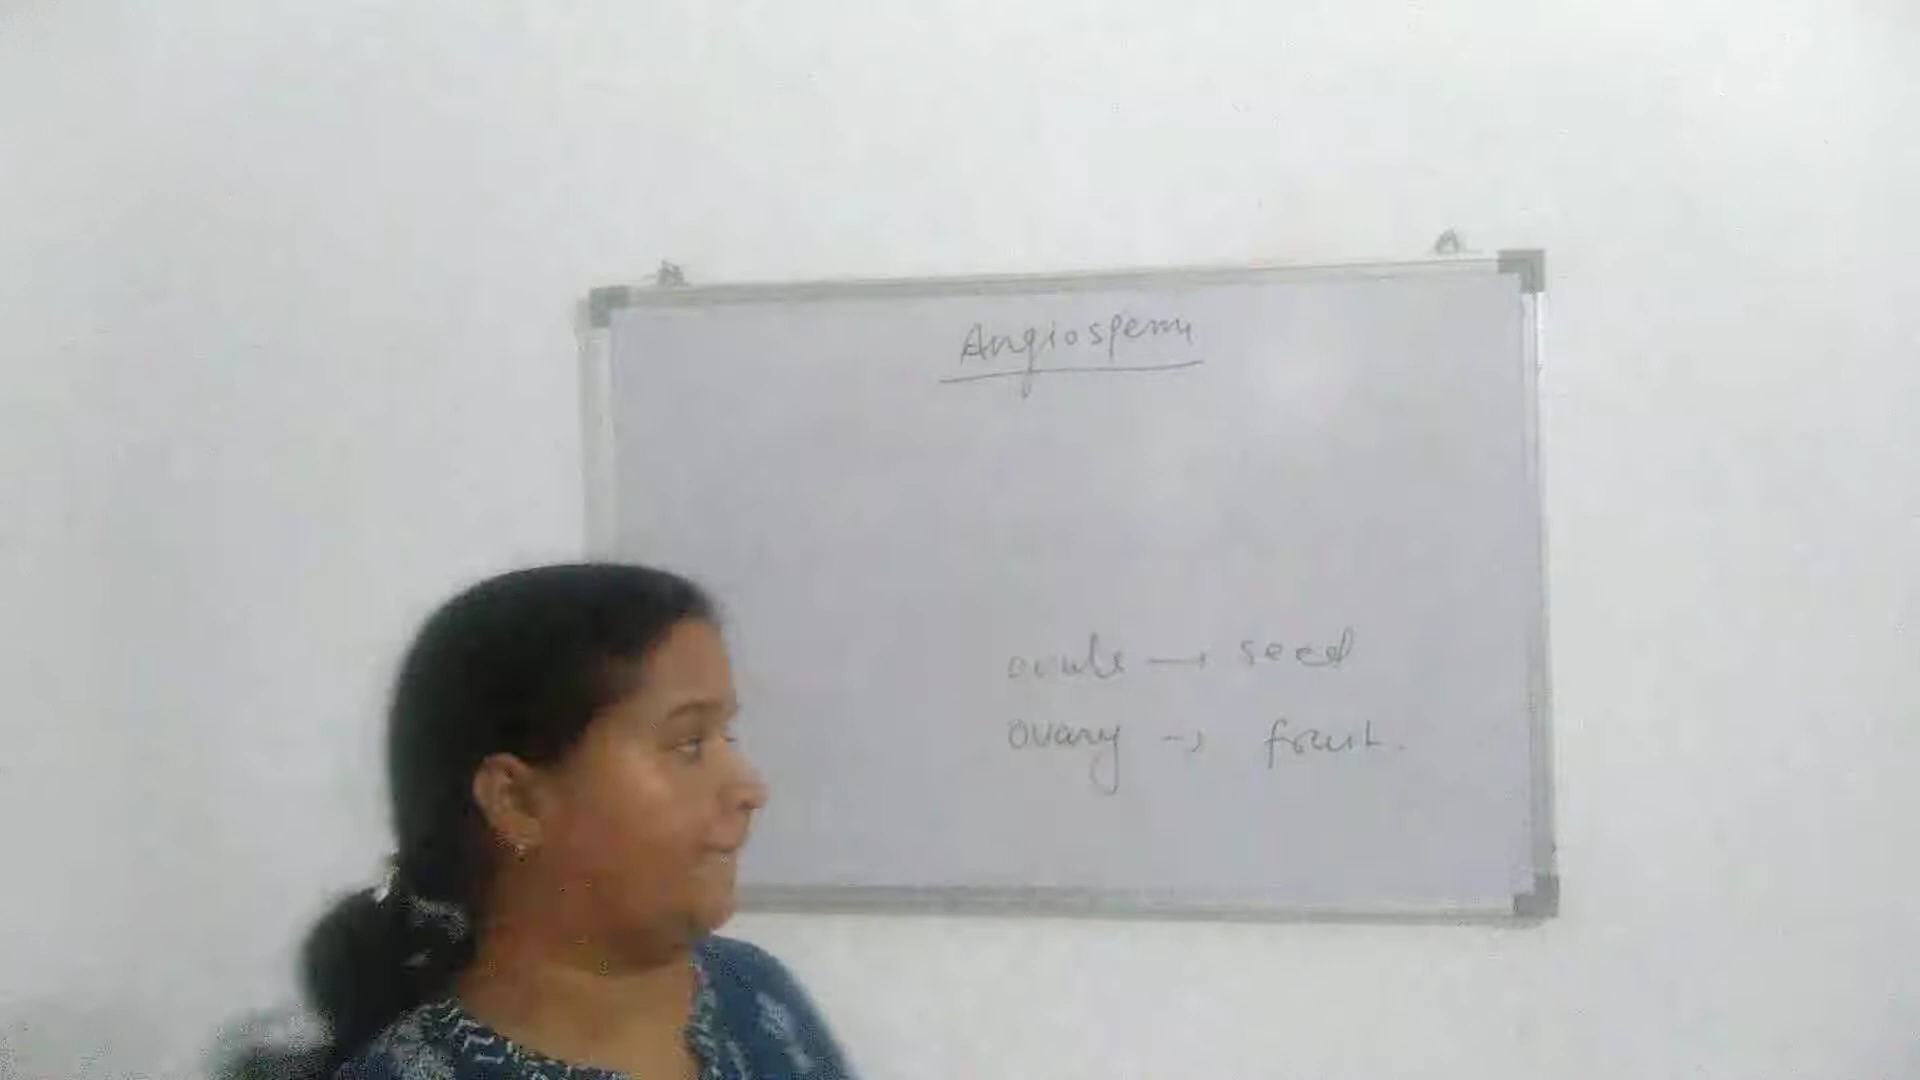 Angiosperm
ovule → seed
ovary → fruit.